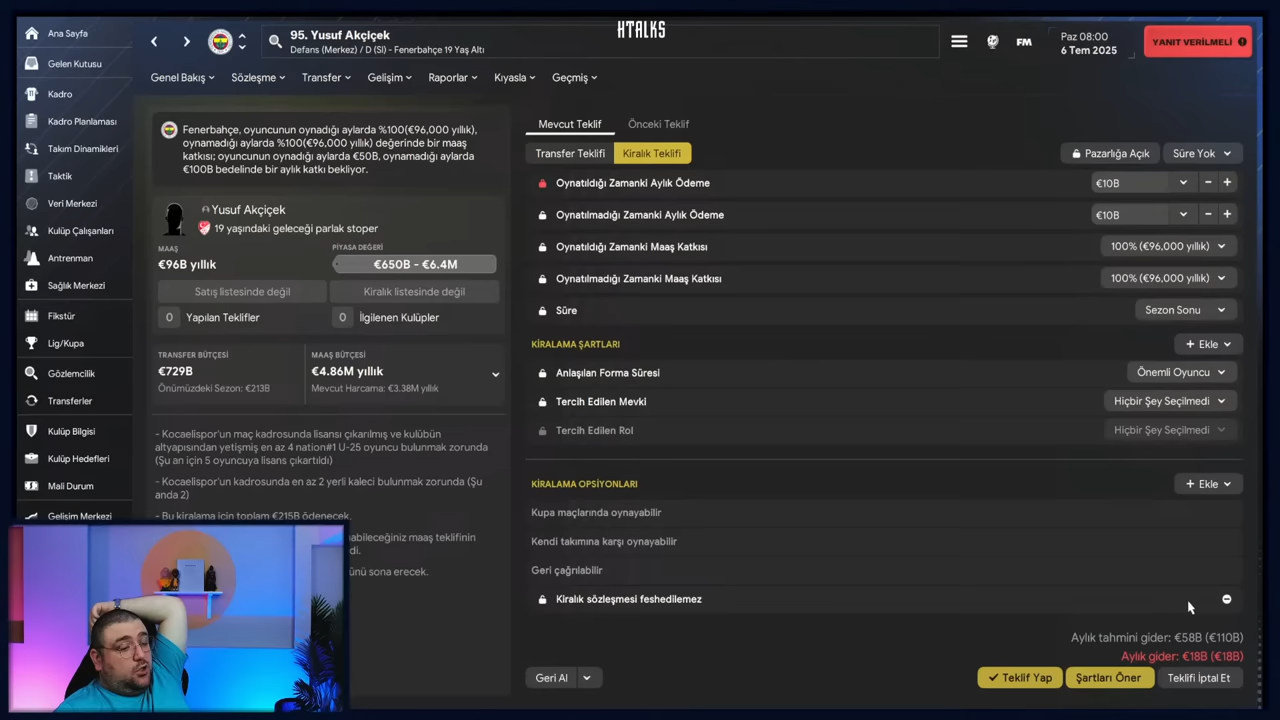 HTALKS
Ana Sayfa
Gelen Kutusu
Kadro
Kadro Planlaması
Takım Dinamikleri
Taktik
Veri Merkezi
Kulüp Çalışanları
Antrenman
Sağlık Merkezi
Fikstür
Lig/Kupa
Gözlemcilik
Transferler
Kulüp Bilgisi
Kulüp Hedefleri
Mali Durum
Gelişim Merkezi
95. Yusuf Akçiçek
Defans (Merkez) / D (Sl) - Fenerbahçe 19 Yaş Altı
FM
Paz 08:00
6 Tem 2025
YANIT VERİLMELİ
Genel Bakış
Sözleşme
Transfer
Gelişim
Raporlar
Kıyasla
Geçmiş
Fenerbahçe, oyuncunun oynadığı aylarda %100(€96,000 yıllık),
oynamadığı aylarda %100(€96,000 yıllık) değerinde bir maaş
katkısı; oyuncunun oynadığı aylarda €50B, oynamadığı aylarda
€100B bedelinde bir aylık katkı bekliyor.
Yusuf Akçiçek
19 yaşındaki geleceği parlak stoper
MAAŞ
PİYASA DEĞERİ
€96B yıllık
€650B - €6.4M
Satış listesinde değil
Kiralık listesinde değil
0 Yapılan Teklifler
0 İlgilenen Kulüpler
TRANSFER BÜTÇESİ
MAAŞ BÜTÇESİ
€729B
€4.86M yıllık
Önümüzdeki Sezon: €213B
Mevcut Harcama: €3.38M yıllık
- Kocaelispor'un maç kadrosunda lisansı çıkarılmış ve kulübün
altyapısından yetişmiş en az 4 nation#1 U-25 oyuncu bulunmak zorunda
(Şu an için 5 oyuncuya lisans çıkartıldı)
- Kocaelispor'un kadrosunda en az 2 yerli kaleci bulunmak zorunda (Şu
anda 2)
- Bu kiralama için toplam €215B ödenecek.
abileceğiniz maaş teklifinin
di.
ünü sona erecek.
Mevcut Teklif
Önceki Teklif
Transfer Teklifi
Kiralık Teklifi
Pazarlığa Açık
Süre Yok
Oynatıldığı Zamanki Aylık Ödeme
€10B
Oynatılmadığı Zamanki Aylık Ödeme
€10B
Oynatıldığı Zamanki Maaş Katkısı
100% (€96,000 yıllık)
Oynatılmadığı Zamanki Maaş Katkısı
100% (€96,000 yıllık)
Süre
Sezon Sonu
KİRALAMA ŞARTLARI
+ Ekle
Anlaşılan Forma Süresi
Önemli Oyuncu
Tercih Edilen Mevki
Hiçbir Şey Seçilmedi
Tercih Edilen Rol
Hiçbir Şey Seçilmedi
KİRALAMA OPSİYONLARI
+ Ekle
Kupa maçlarında oynayabilir
Kendi takımına karşı oynayabilir
Geri çağrılabilir
Kiralık sözleşmesi feshedilemez
Aylık tahmini gider: €58B (€110B)
Aylık gider: €18B (€18B)
Geri Al
Teklif Yap
Şartları Öner
Teklifi İptal Et